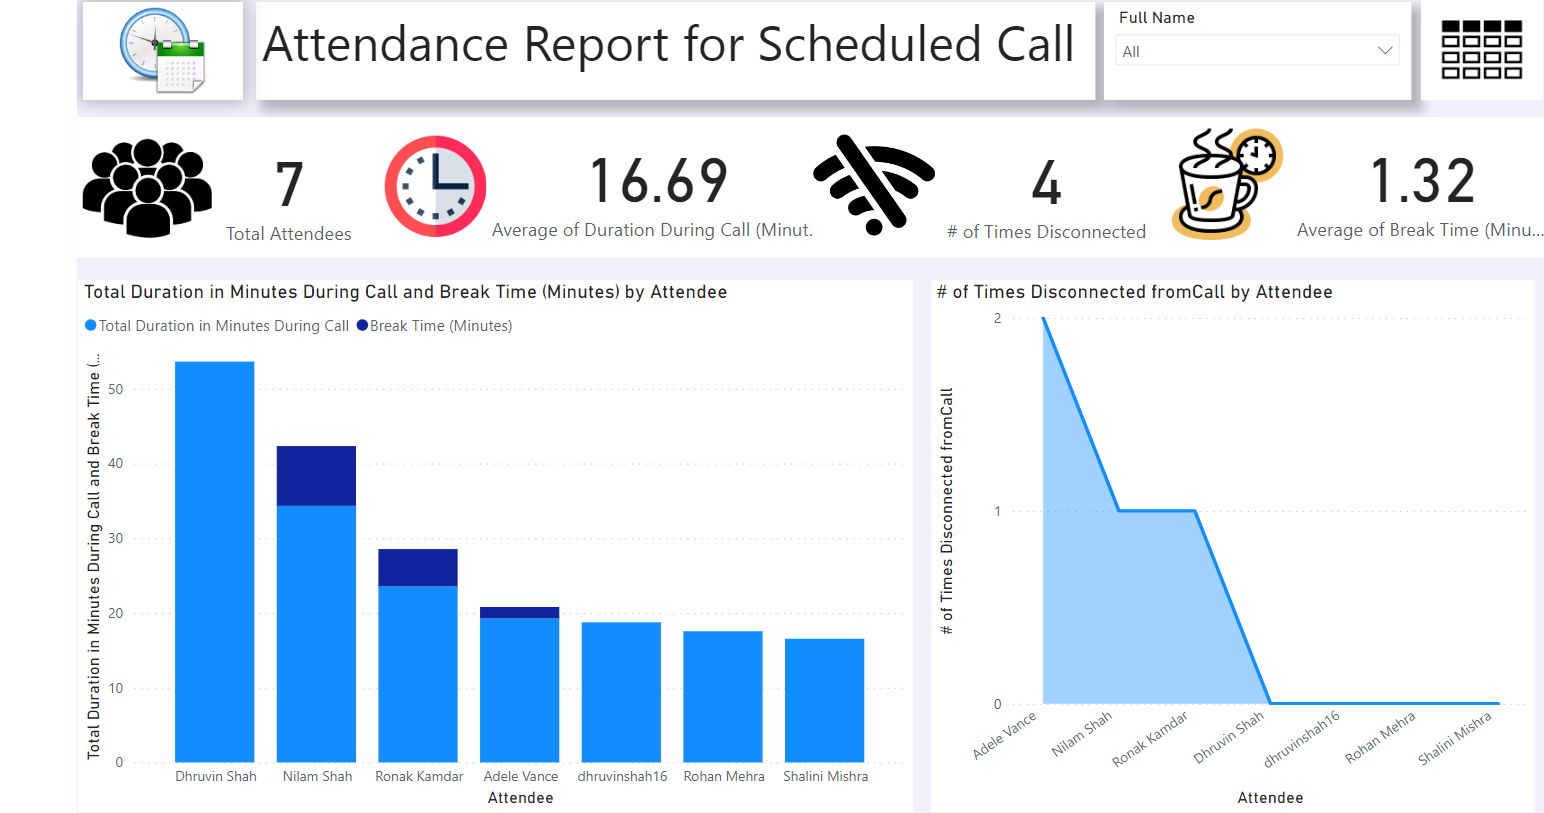 Attendance Report for Scheduled Call
Full Name
All
7
Total Attendees
16.69
Average of Duration During Call (Minut.
4
# of Times Disconnected
1.32
Average of Break Time (Minu...
Total Duration in Minutes During Call and Break Time (Minutes) by Attendee
Total Duration in Minutes During Call
Break Time (Minutes)
Total Duration in Minutes During Call and Break Time (...
50
40
30
20
10
0
Dhruvin Shah
Nilam Shah
Ronak Kamdar
Adele Vance
dhruvinshah16
Rohan Mehra
Shalini Mishra
Attendee
# of Times Disconnected fromCall by Attendee
# of Times Disconnected fromCall
2
1
0
Adele Vance
Nilam Shah
Ronak Kamdar
Dhruvin Shah
dhruvinshah16
Rohan Mehra
Shalini Mishra
Attendee